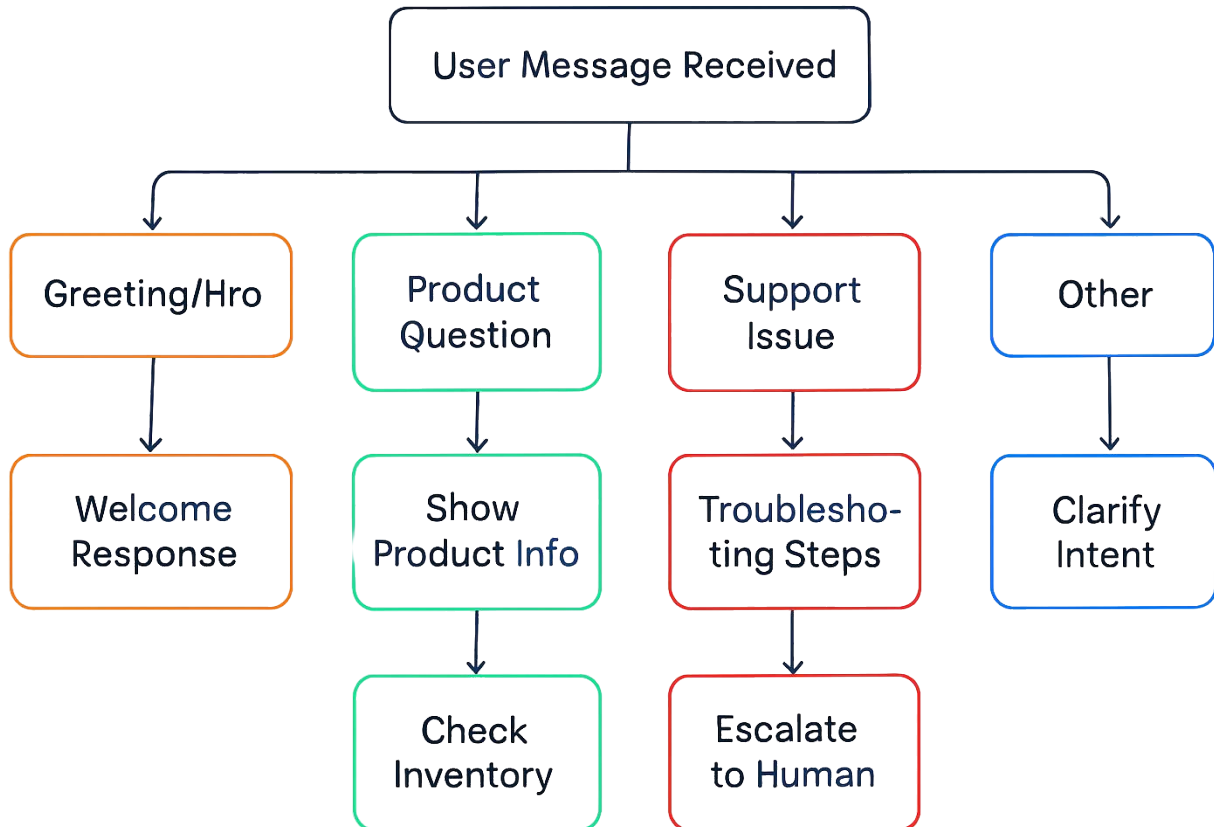 User Message Received
Greeting/Hro
Product
Question
Support
Issue
Other
Welcome
Response
Show
Product Info
Troublesho-
ting Steps
Clarify
Intent
Check
Inventory
Escalate
to Human